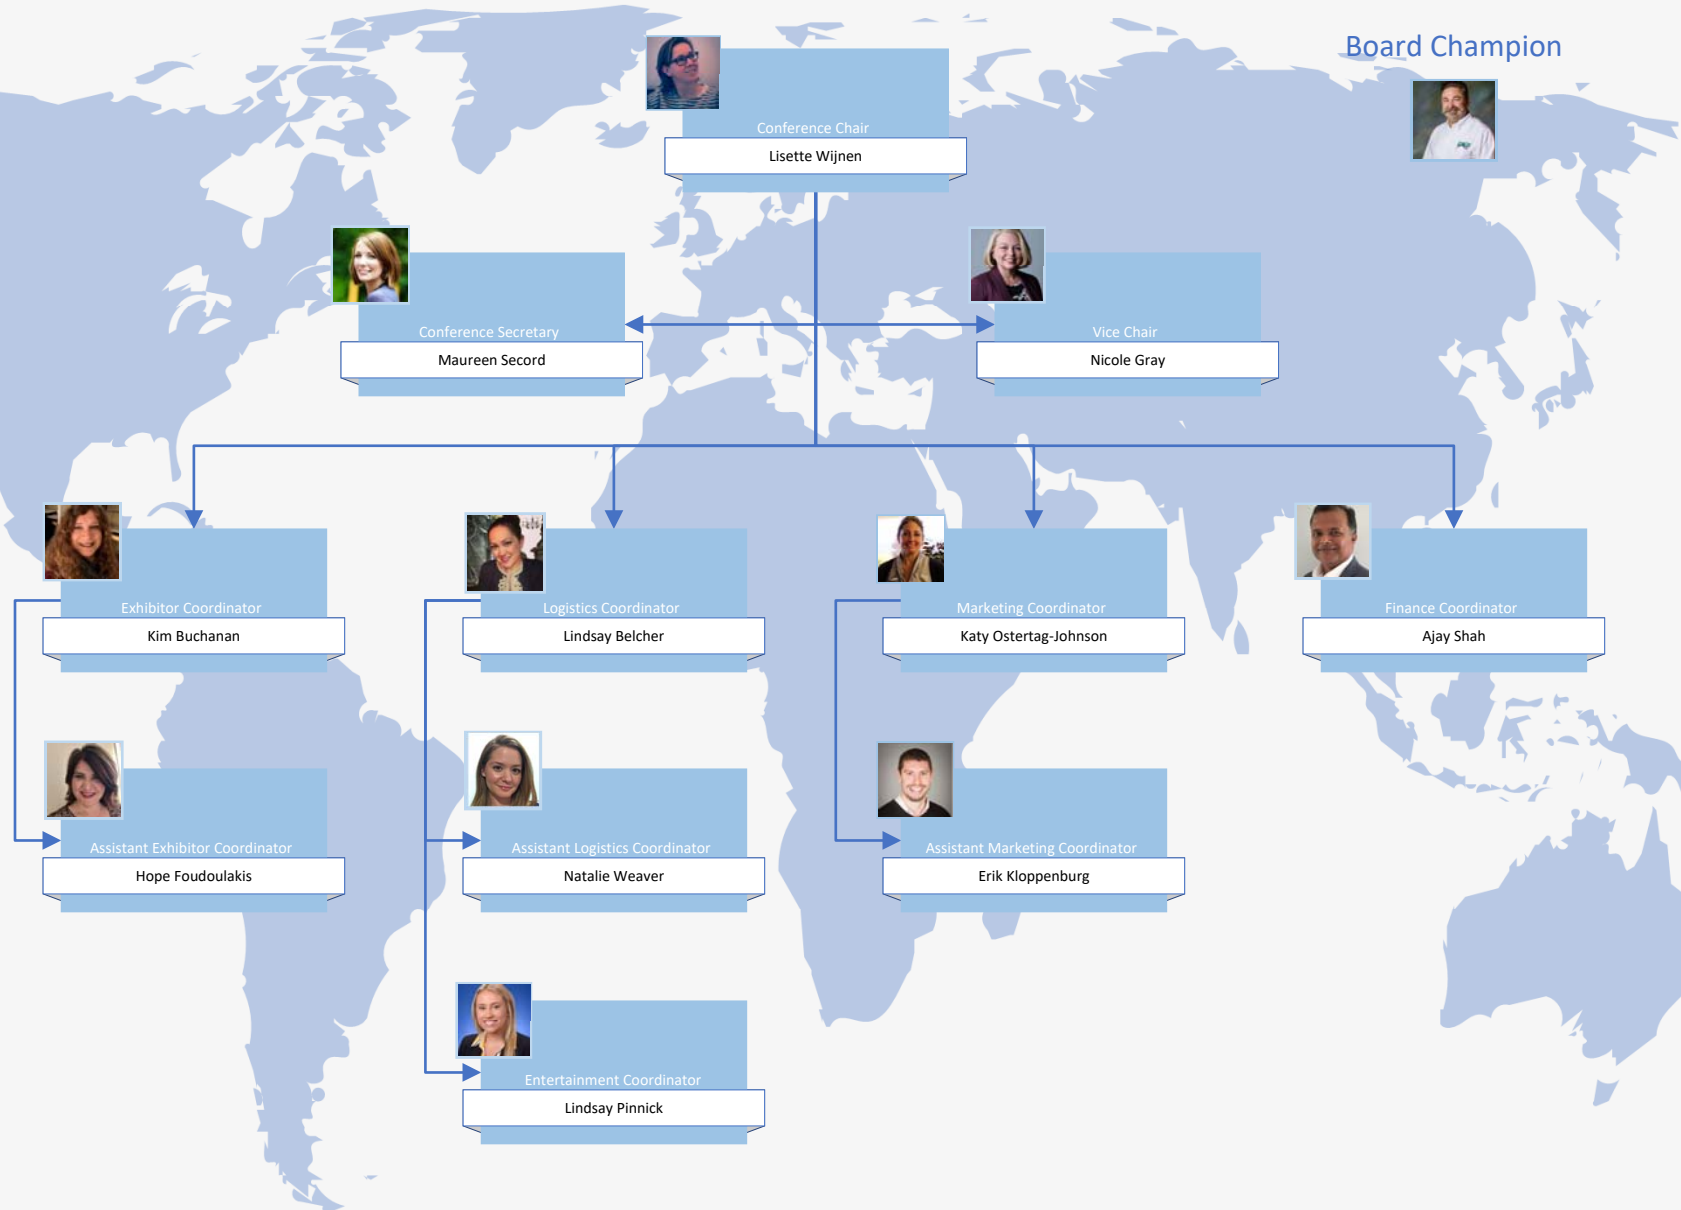 Board Champion
Conference Chair
Lisette Wijnen
Conference Secretary
Maureen Secord
Vice Chair
Nicole Gray
Exhibitor Coordinator
Kim Buchanan
Logistics Coordinator
Lindsay Belcher
Marketing Coordinator
Katy Ostertag-Johnson
Finance Coordinator
Ajay Shah
Assistant Exhibitor Coordinator
Hope Foudoulakis
Assistant Logistics Coordinator
Natalie Weaver
Assistant Marketing Coordinator
Erik Kloppenburg
Entertainment Coordinator
Lindsay Pinnick